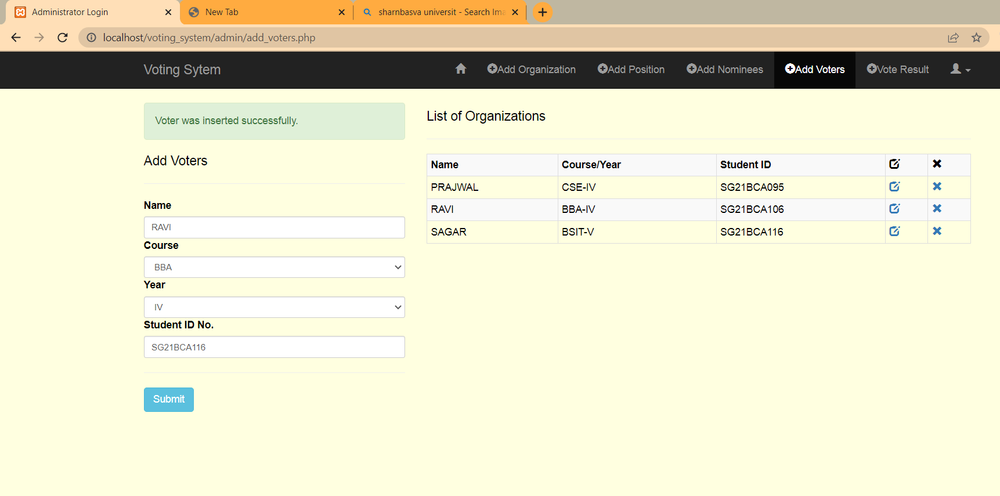 Administrator Login
New Tab
sharnbasva universit - Search Ima
localhost/voting_system/admin/add_voters.php
Voting Sytem
Add Organization
Add Position
Add Nominees
Add Voters
Vote Result
Voter was inserted successfully.
Add Voters
Name
RAVI
Course
BBA
Year
IV
Student ID No.
SG21BCA116
Submit
List of Organizations
Name Course/Year Student ID
PRAJWAL CSE-IV SG21BCA095
RAVI BBA-IV SG21BCA106
SAGAR BSIT-V SG21BCA116